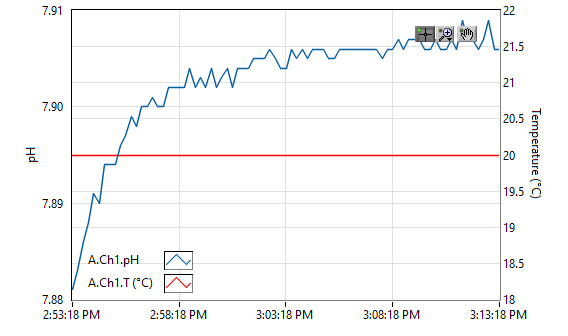 7.91
7.90
7.89
7.88
pH
22
21.5
21
20.5
20
19.5
19
18.5
18
Temperature (°C)
A.Ch1.pH
A.Ch1.T (°C)
2:53:18 PM
2:58:18 PM
3:03:18 PM
3:08:18 PM
3:13:18 PM